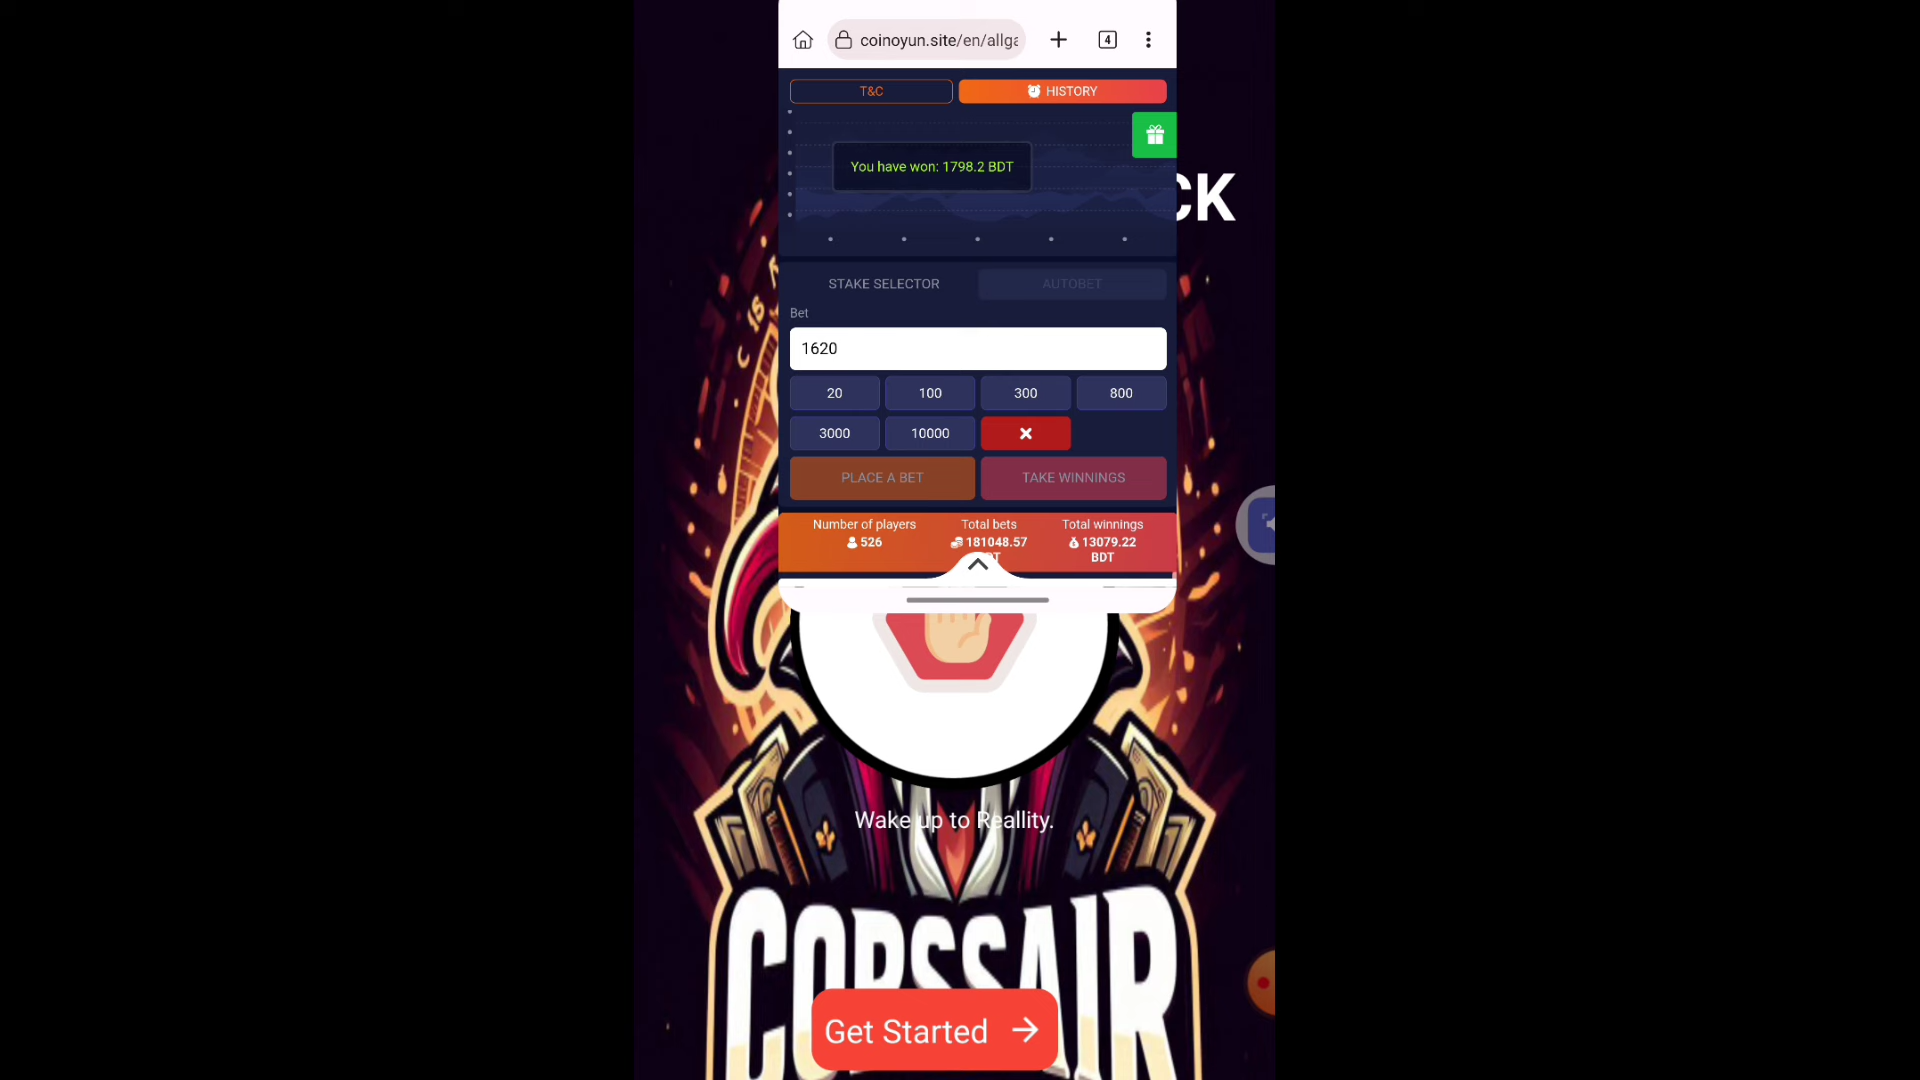 coinoyun.site/en/allga
4
T&C
HISTORY
You have won: 1798.2 BDT
CK
STAKE SELECTOR
AUTOBET
Bet
1620
20
100
300
800
3000
10000
PLACE A BET
TAKE WINNINGS
Number of players
Total bets
Total winnings
526
181048.57
13079.22
BDT
Wake up to Reallity.
CORSSAIR
Get Started